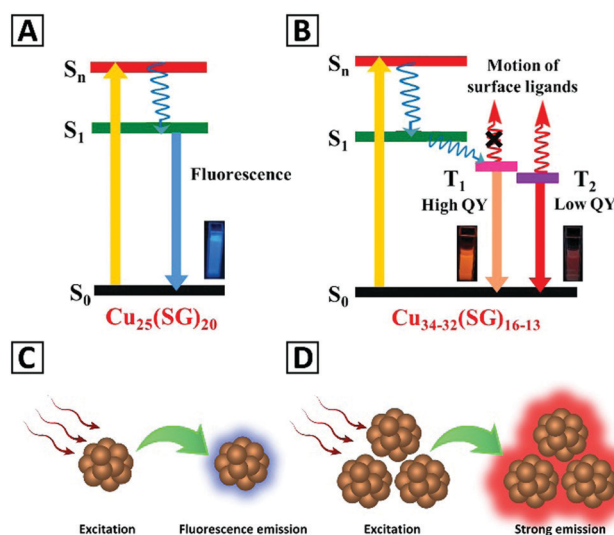 A
Sn
S1
Fluorescence
S0
Cu25(SG)20
B
Sn
Motion of
surface ligands
S1
T1
High QY
T2
Low QY
S0
Cu34-32(SG)16-13
C
Excitation
Fluorescence emission
D
Excitation
Strong emission